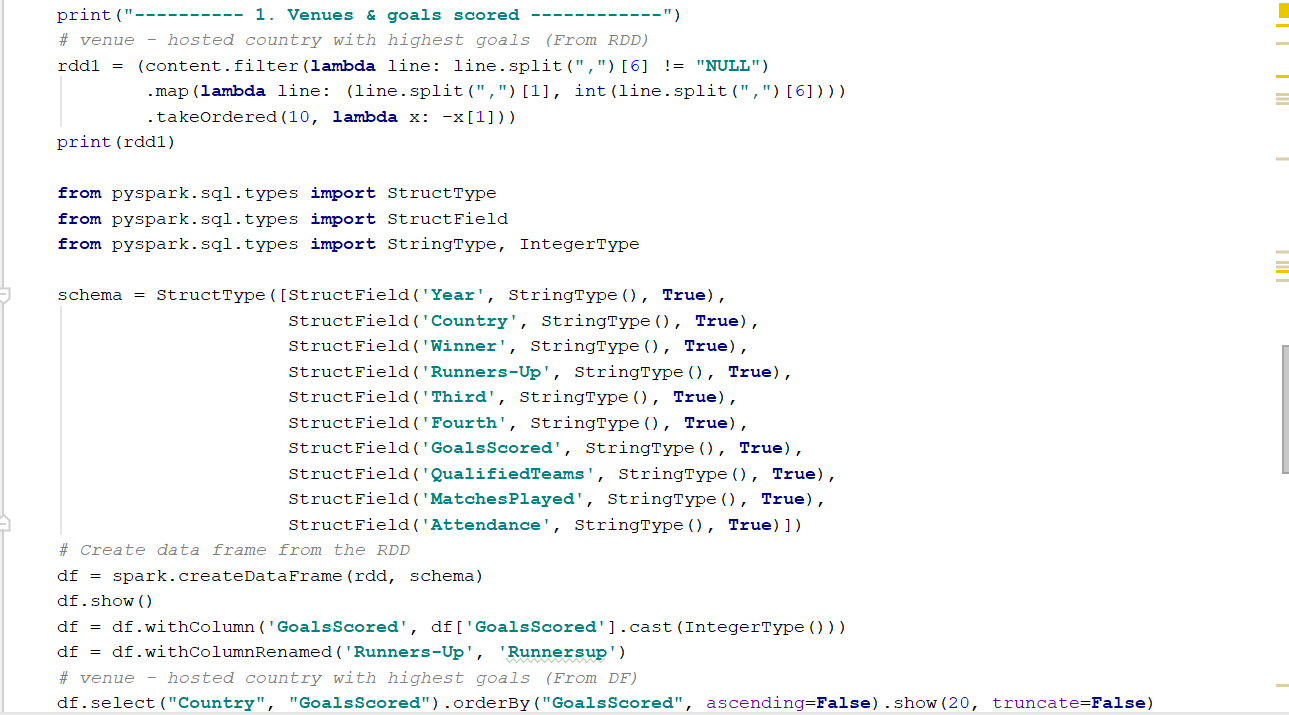 print("---------- 1. Venues & goals scored ------------")
# venue - hosted country with highest goals (From RDD)
rdd1 = (content.filter(lambda line: line.split(",")[6] != "NULL")
        .map(lambda line: (line.split(",")[1], int(line.split(",")[6])))
        .takeOrdered(10, lambda x: -x[1]))
print(rdd1)

from pyspark.sql.types import StructType
from pyspark.sql.types import StructField
from pyspark.sql.types import StringType, IntegerType

schema = StructType([StructField('Year', StringType(), True),
                     StructField('Country', StringType(), True),
                     StructField('Winner', StringType(), True),
                     StructField('Runners-Up', StringType(), True),
                     StructField('Third', StringType(), True),
                     StructField('Fourth', StringType(), True),
                     StructField('GoalsScored', StringType(), True),
                     StructField('QualifiedTeams', StringType(), True),
                     StructField('MatchesPlayed', StringType(), True),
                     StructField('Attendance', StringType(), True)])
# Create data frame from the RDD
df = spark.createDataFrame(rdd, schema)
df.show()
df = df.withColumn('GoalsScored', df['GoalsScored'].cast(IntegerType()))
df = df.withColumnRenamed('Runners-Up', 'Runnersup')
# venue - hosted country with highest goals (From DF)
df.select("Country", "GoalsScored").orderBy("GoalsScored", ascending=False).show(20, truncate=False)